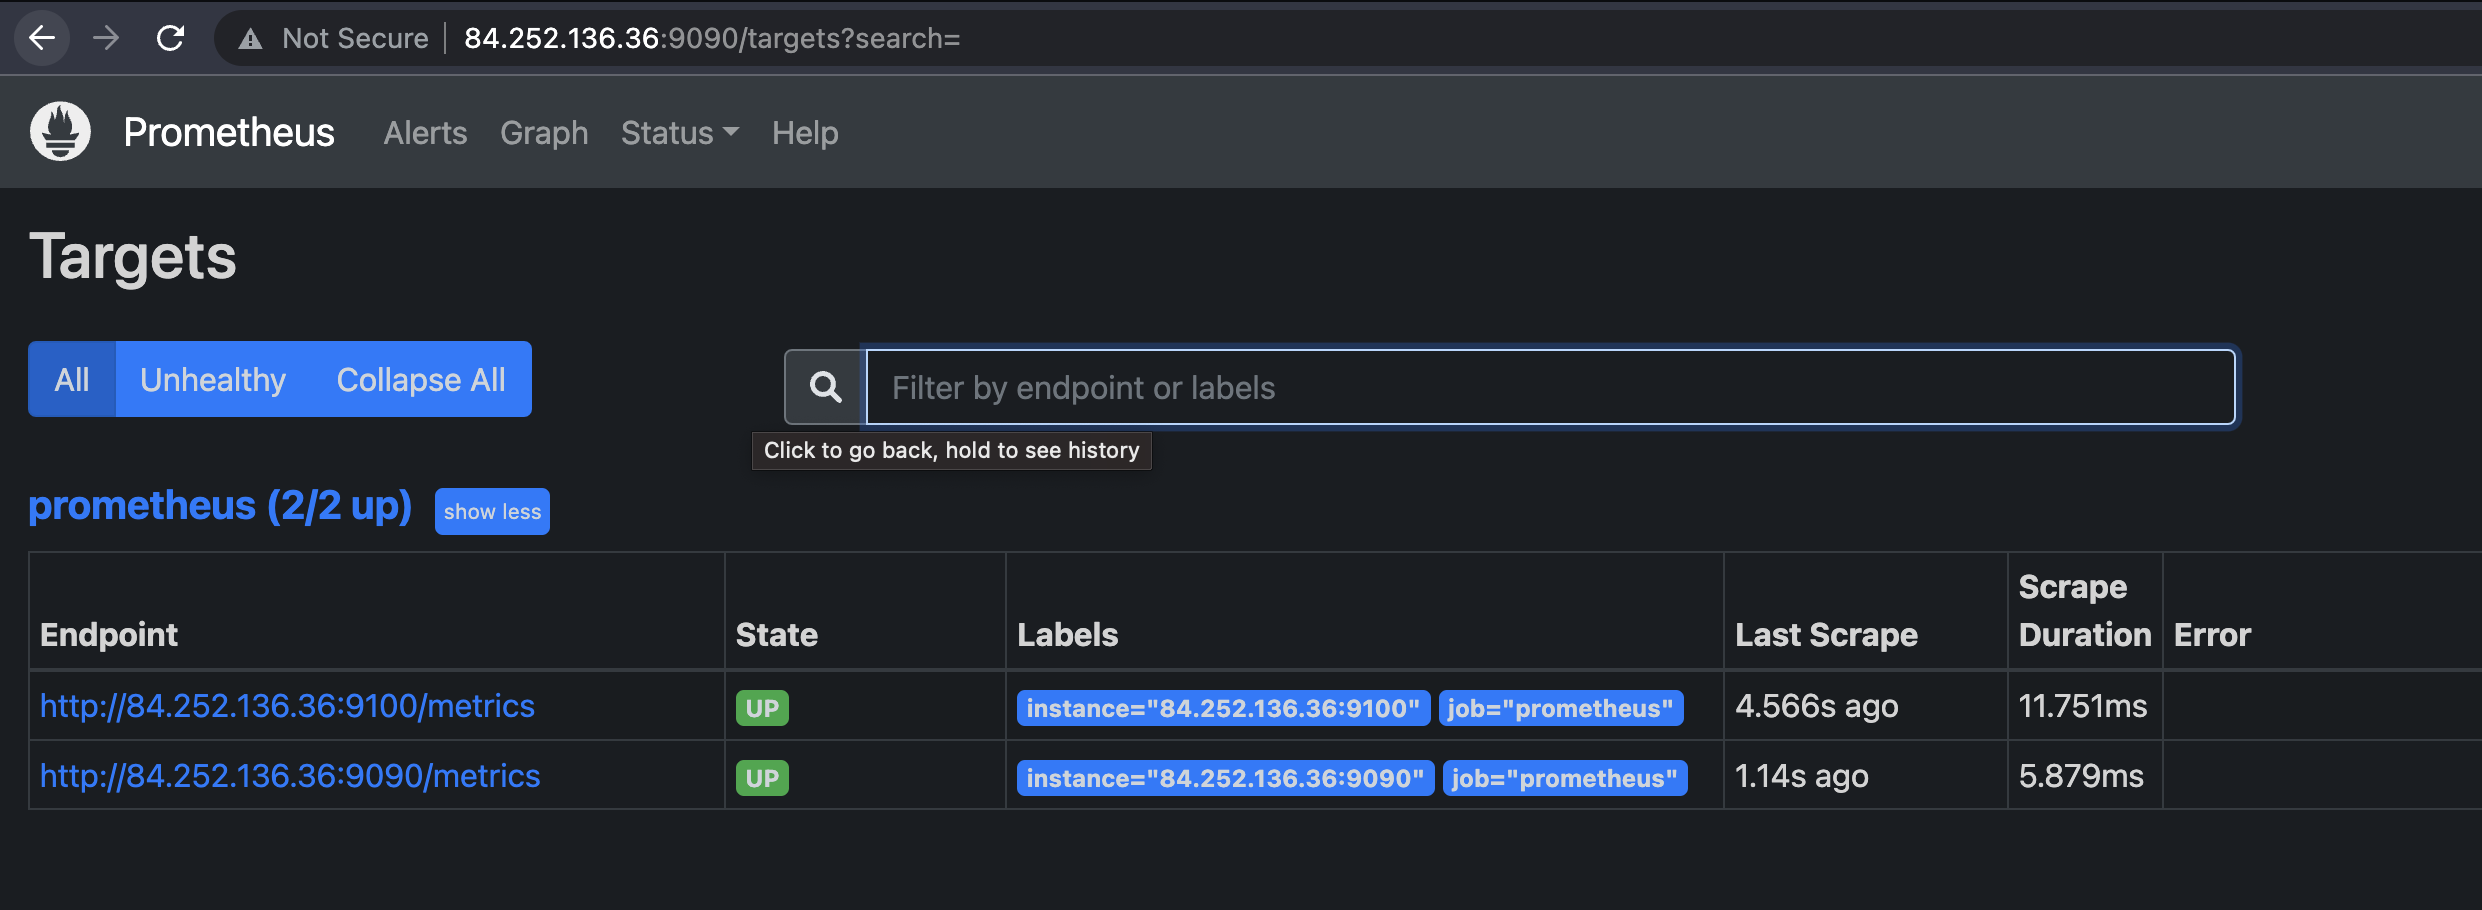 Not Secure 84.252.136.36:9090/targets?search=
Prometheus Alerts Graph Status Help
Targets
All Unhealthy Collapse All
Filter by endpoint or labels
Click to go back, hold to see history
prometheus (2/2 up) show less
Endpoint State Labels Last Scrape Scrape Duration Error
http://84.252.136.36:9100/metrics UP instance="84.252.136.36:9100" job="prometheus" 4.566s ago 11.751ms
http://84.252.136.36:9090/metrics UP instance="84.252.136.36:9090" job="prometheus" 1.14s ago 5.879ms